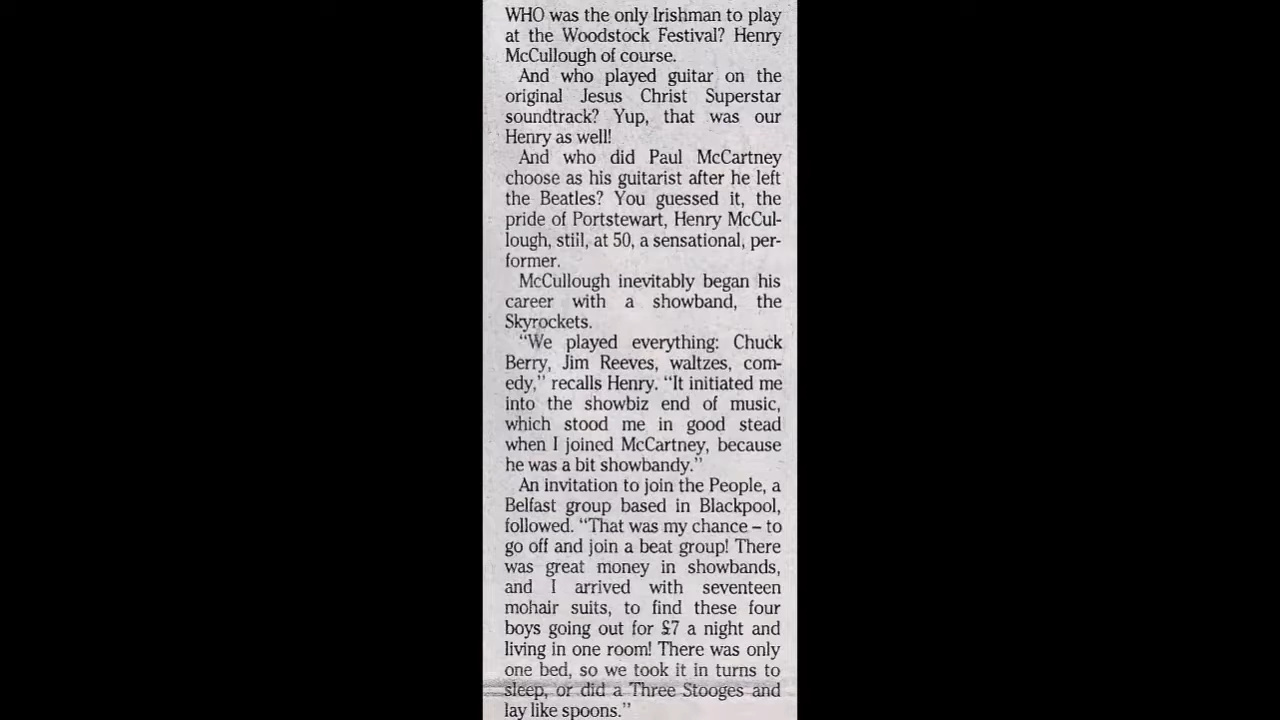 WHO was the only Irishman to play
at the Woodstock Festival? Henry
McCullough of course.
And who played guitar on the
original Jesus Christ Superstar
soundtrack? Yup, that was our
Henry as well!
And who did Paul McCartney
choose as his guitarist after he left
the Beatles? You guessed it, the
pride of Portstewart, Henry McCul-
lough, still, at 50, a sensational, per-
former.
McCullough inevitably began his
career with a showband, the
Skyrockets.
“We played everything: Chuck
Berry, Jim Reeves, waltzes, com-
edy,” recalls Henry. “It initiated me
into the showbiz end of music,
which stood me in good stead
when I joined McCartney, because
he was a bit showbandy.”
An invitation to join the People, a
Belfast group based in Blackpool,
followed. “That was my chance – to
go off and join a beat group! There
was great money in showbands,
and I arrived with seventeen
mohair suits, to find these four
boys going out for £7 a night and
living in one room! There was only
one bed, so we took it in turns to
sleep, or did a Three Stooges and
lay like spoons.”